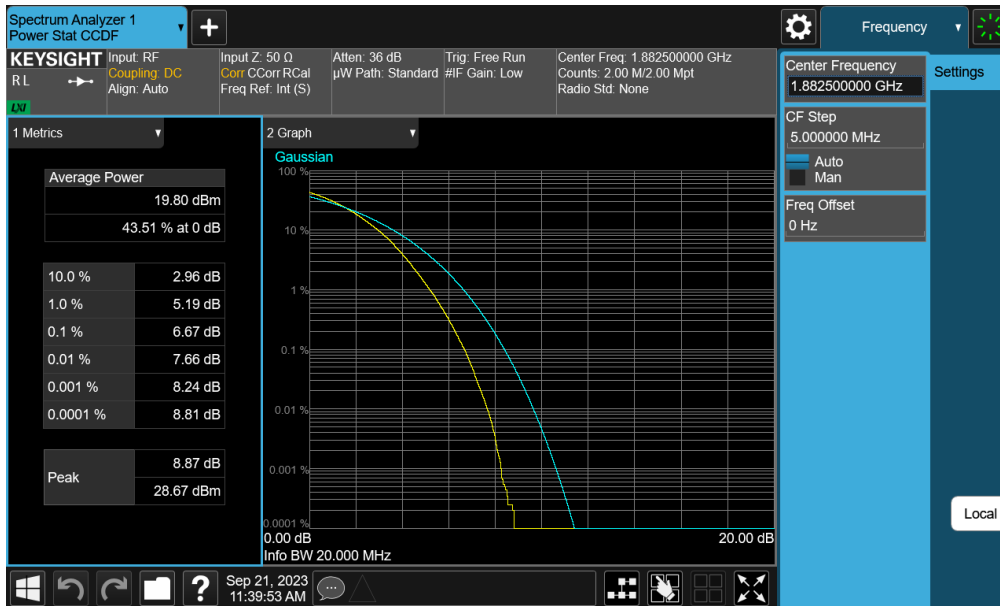 Spectrum Analyzer 1
Power Stat CCDF
Frequency
KEYSIGHT
RL
LXI
Input: RF
Coupling: DC
Align: Auto
Input Z: 50 Ω
Corr CCorr RCal
Freq Ref: Int (S)
Atten: 36 dB
µW Path: Standard
Trig: Free Run
#IF Gain: Low
Center Freq: 1.882500000 GHz
Counts: 2.00 M/2.00 Mpt
Radio Std: None
Center Frequency
1.882500000 GHz
Settings
CF Step
5.000000 MHz
Auto
Man
Freq Offset
0 Hz
Local
1 Metrics
Average Power
19.80 dBm
43.51 % at 0 dB
10.0 % 2.96 dB
1.0 % 5.19 dB
0.1 % 6.67 dB
0.01 % 7.66 dB
0.001 % 8.24 dB
0.0001 % 8.81 dB
Peak
8.87 dB
28.67 dBm
2 Graph
Gaussian
100 %
10 %
1 %
0.1 %
0.01 %
0.001 %
0.0001 %
0.00 dB 20.00 dB
Info BW 20.000 MHz
?
Sep 21, 2023
11:39:53 AM